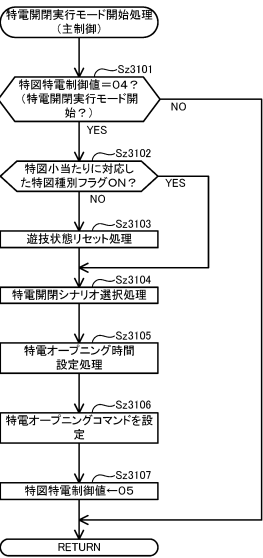 特電開閉実行モード開始処理
(主制御)
Sz3101
特図特電制御値=04?
(特電開閉実行モード開
始?)
NO
YES
Sz3102
特図小当たりに対応し
た特図種別フラグON?
YES
NO
Sz3103
遊技状態リセット処理
Sz3104
特電開閉シナリオ選択処理
Sz3105
特電オープニング時間
設定処理
Sz3106
特電オープニングコマンドを設
定
Sz3107
特図特電制御値←05
RETURN